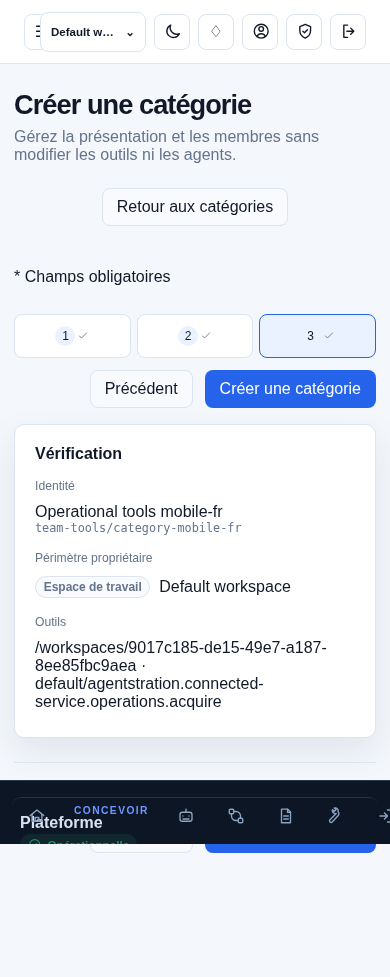 Default w…
Créer une catégorie
Gérez la présentation et les membres sans
modifier les outils ni les agents.
Retour aux catégories
* Champs obligatoires
1
2
3
Précédent
Créer une catégorie
Vérification
Identité
Operational tools mobile-fr
team-tools/category-mobile-fr
Périmètre propriétaire
Espace de travail
Default workspace
Outils
/workspaces/9017c185-de15-49e7-a187-
8ee85fbc9aea ·
default/agentstration.connected-
service.operations.acquire
CONCEVOIR
Plateforme
Opérationnelle